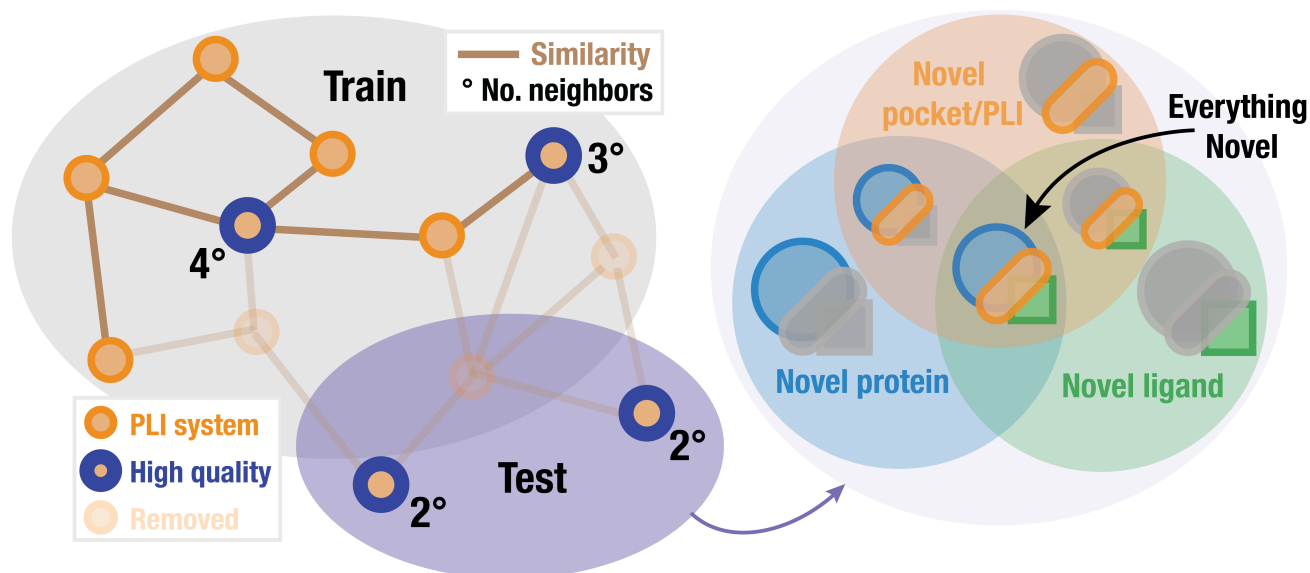 Train
Similarity
° No. neighbors
3°
4°
PLI system
High quality
Removed
Test
2°
2°
Novel
pocket/PLI
Everything
Novel
Novel protein
Novel ligand